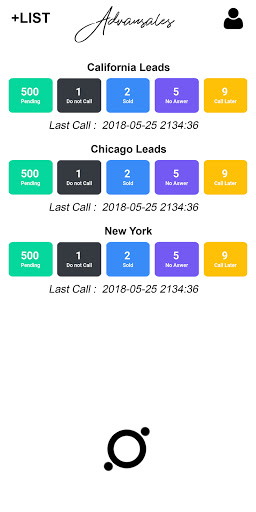 +LIST Advansales
California Leads
500 1 2 5 9
Pending Do not Call Sold No Aswer Call Later
Last Call : 2018-05-25 2134:36
Chicago Leads
500 1 2 5 9
Pending Do not Call Sold No Aswer Call Later
Last Call : 2018-05-25 2134:36
New York
500 1 2 5 9
Pending Do not Call Sold No Aswer Call Later
Last Call : 2018-05-25 2134:36